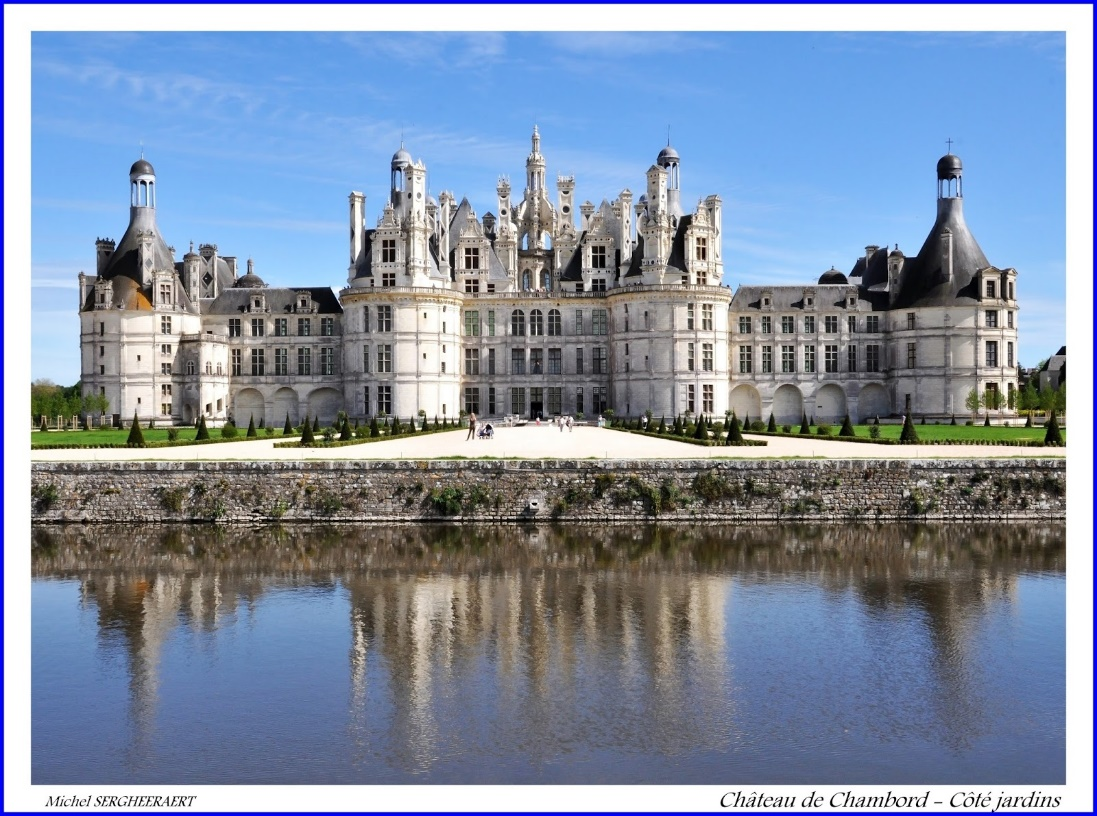 Michel SERGHEERAERT
Château de Chambord - Côté jardins